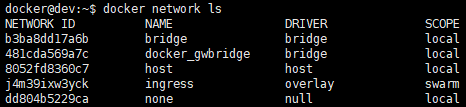 docker@dev:~$ docker network ls
NETWORK ID NAME DRIVER SCOPE
b3ba8dd17a6b bridge bridge local
481cda569a7c docker_gwbridge bridge local
8052fd8360c7 host host local
j4m39ixw3yck ingress overlay swarm
dd804b5229ca none null local